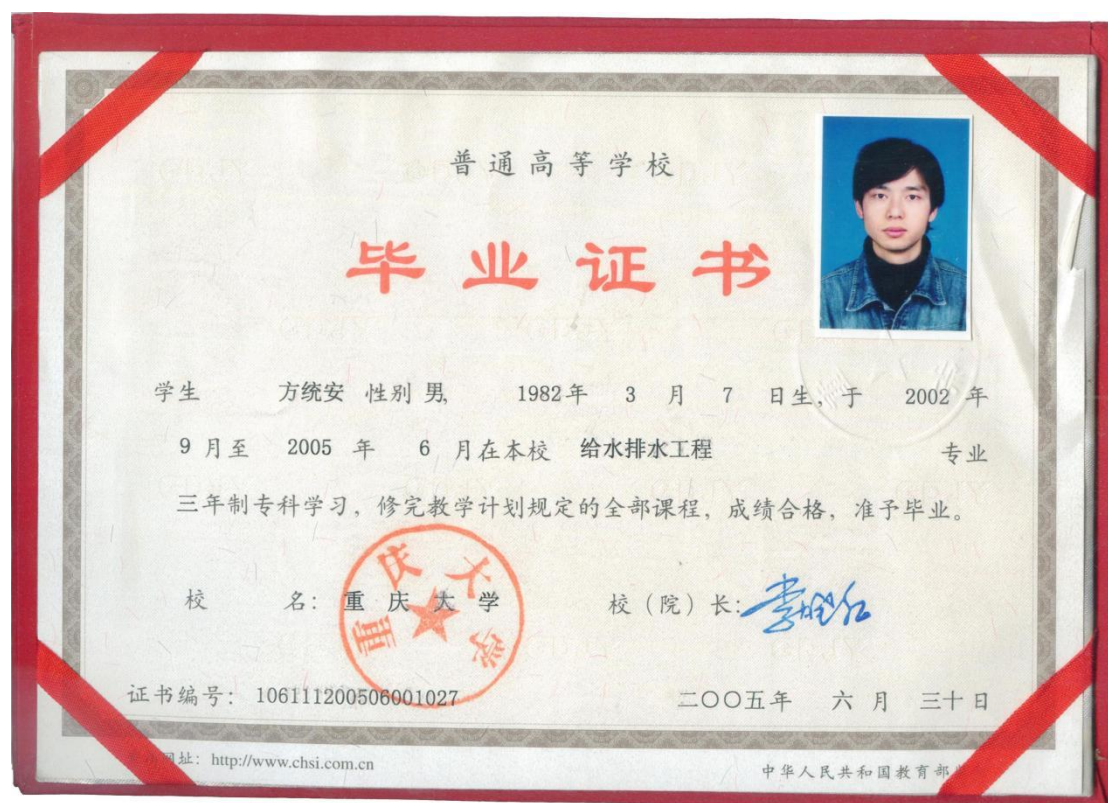 普通高等学校
毕业证书
学生 方统安 性别 男, 1982年 3 月 7 日生,于 2002 年
9 月至 2005 年 6 月在本校 给水排水工程 专业
三年制专科学习,修完教学计划规定的全部课程,成绩合格,准予毕业。
校 名: 重庆大学 校(院)长:
重庆大学
证书编号: 106111200506001027 二〇〇五年 六月 三十日
网址: http://www.chsi.com.cn 中华人民共和国教育部